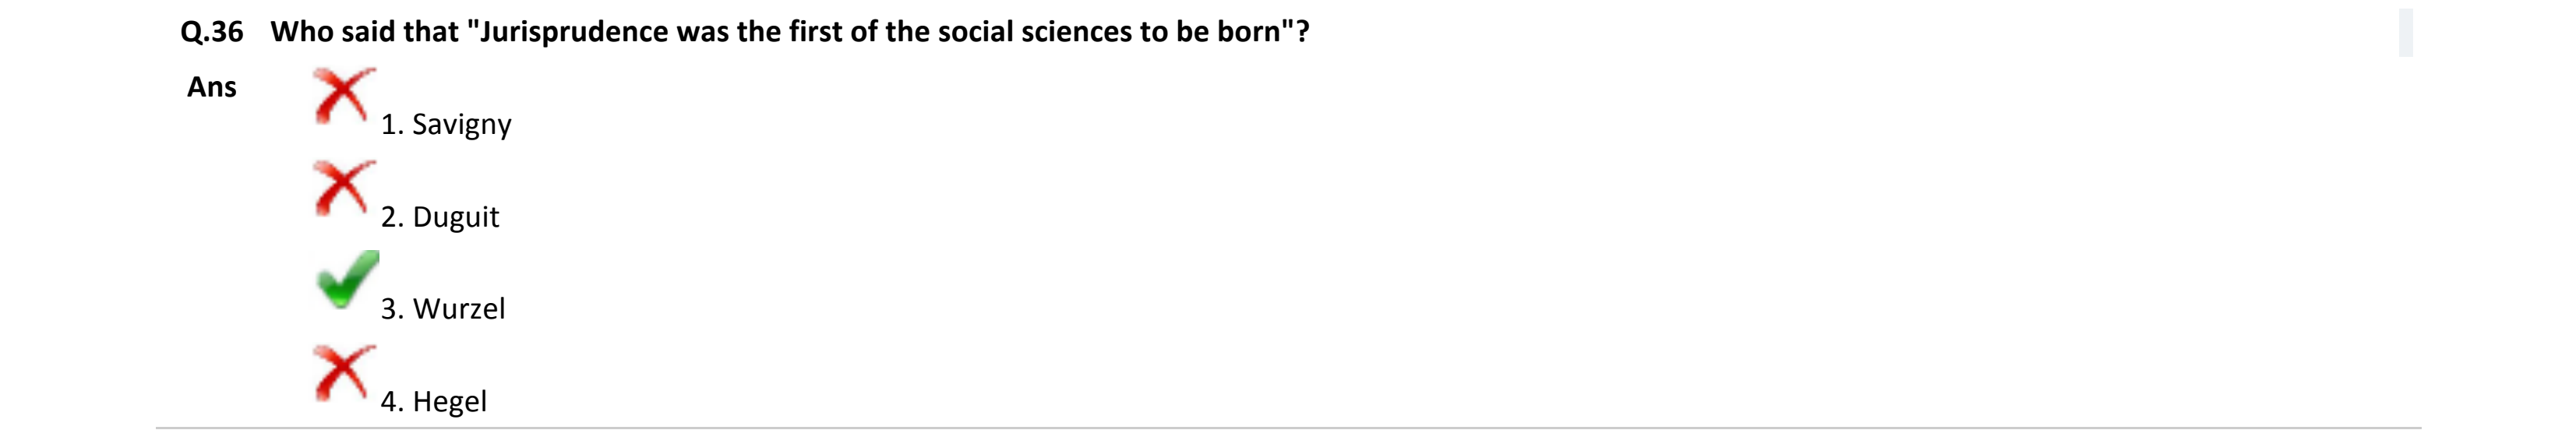 Q.36 Who said that "Jurisprudence was the first of the social sciences to be born"?
Ans
1. Savigny
2. Duguit
3. Wurzel
4. Hegel